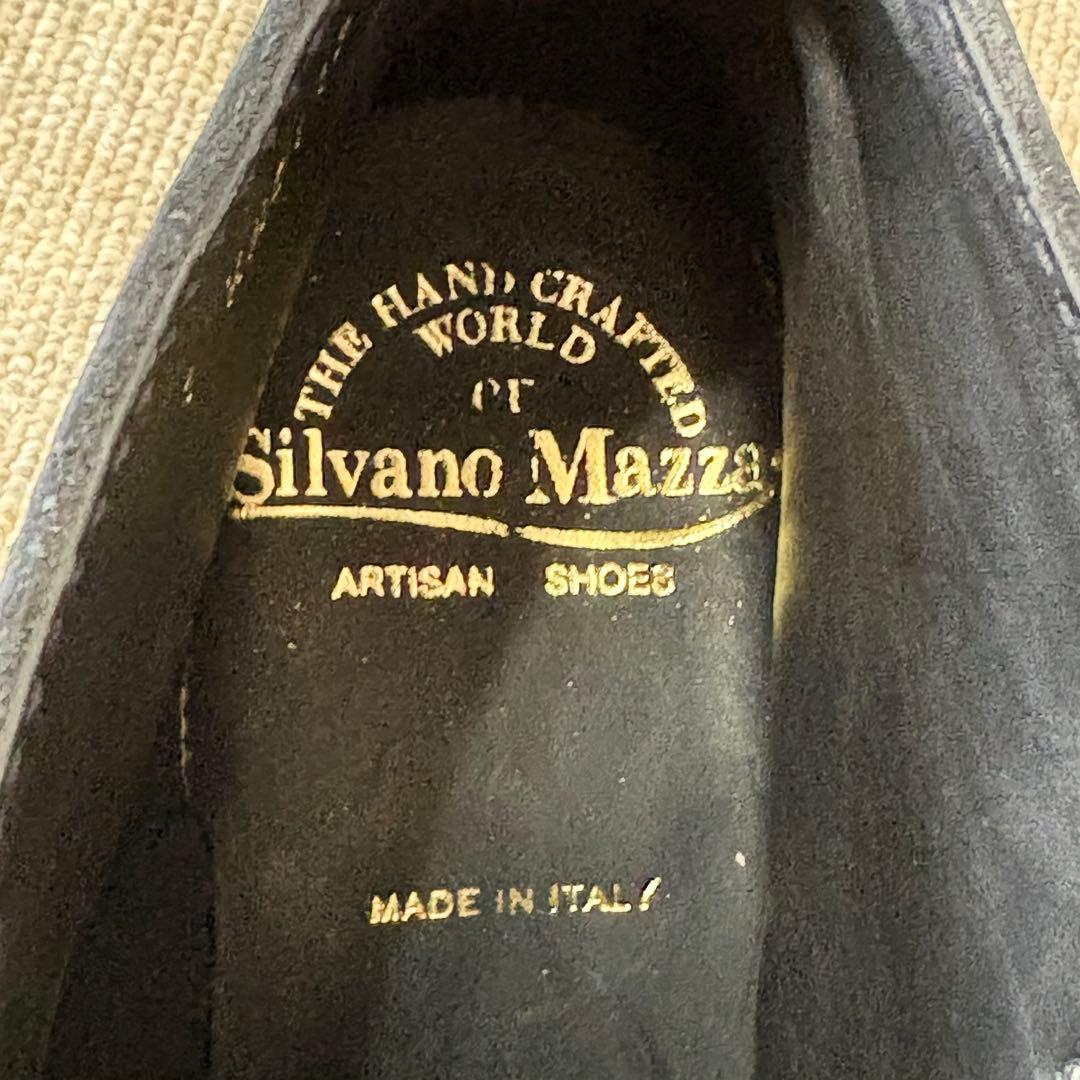 THE HAND CRAFTED
WORLD
OF
Silvano Mazza
ARTISAN SHOES
MADE IN ITALY